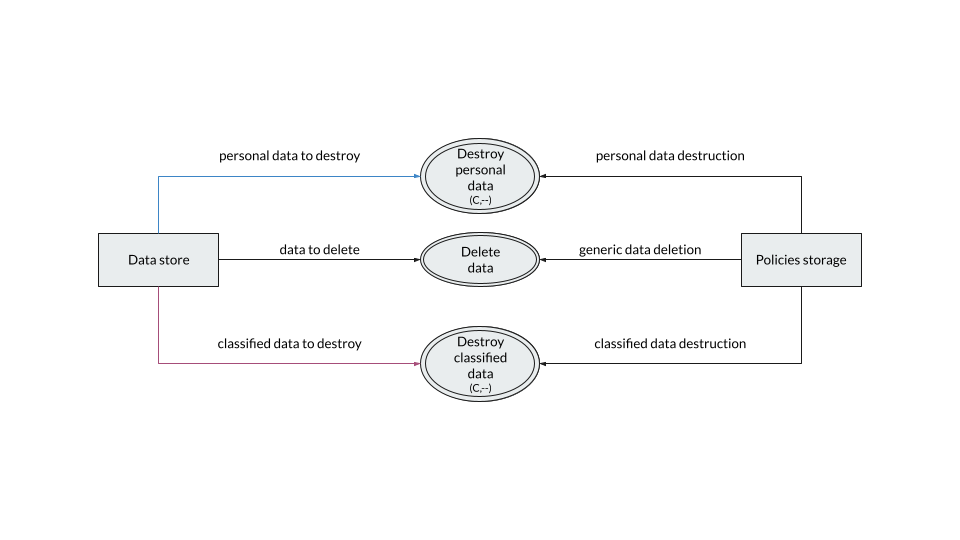 personal data to destroy
Destroy
personal
data
(C,--)
personal data destruction
Data store
data to delete
Delete
data
generic data deletion
Policies storage
classified data to destroy
Destroy
classified
data
(C,--)
classified data destruction